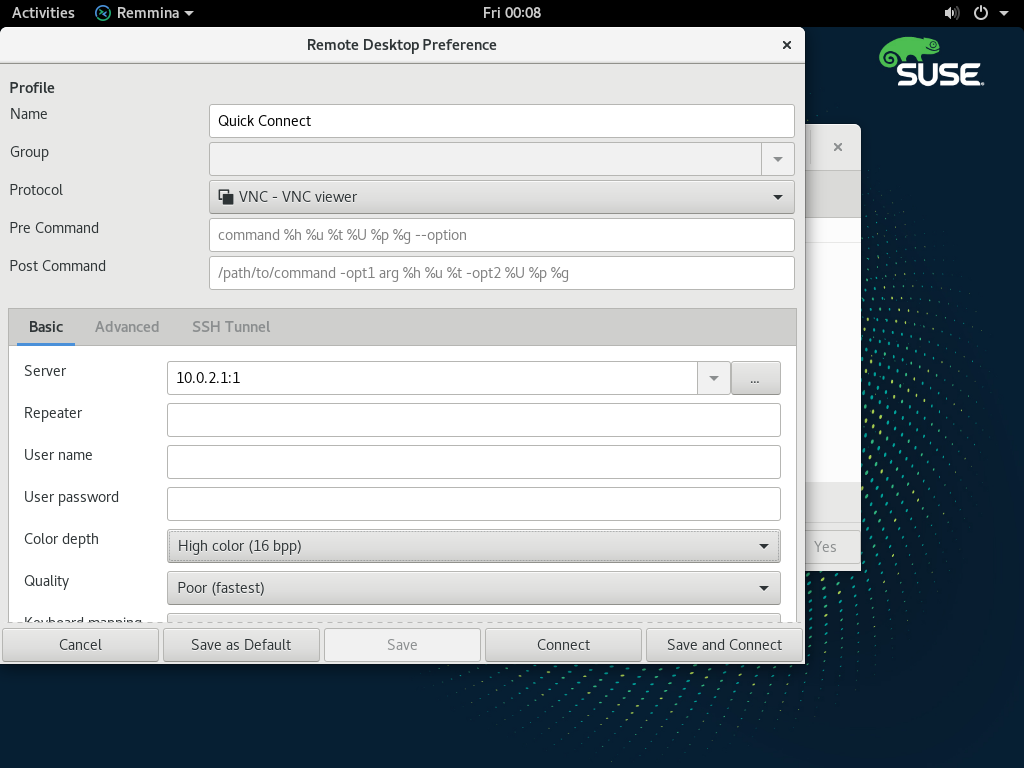 Activities Remmina Fri 00:08
SUSE
Remote Desktop Preference
Profile
Name Quick Connect
Group
Protocol VNC - VNC viewer
Pre Command command %h %u %t %U %p %g --option
Post Command /path/to/command -opt1 arg %h %u %t -opt2 %U %p %g
Basic Advanced SSH Tunnel
Server 10.0.2.1:1 ...
Repeater
User name
User password
Color depth High color (16 bpp)
Yes
Quality Poor (fastest)
Keyboard mapping
Cancel Save as Default Save Connect Save and Connect